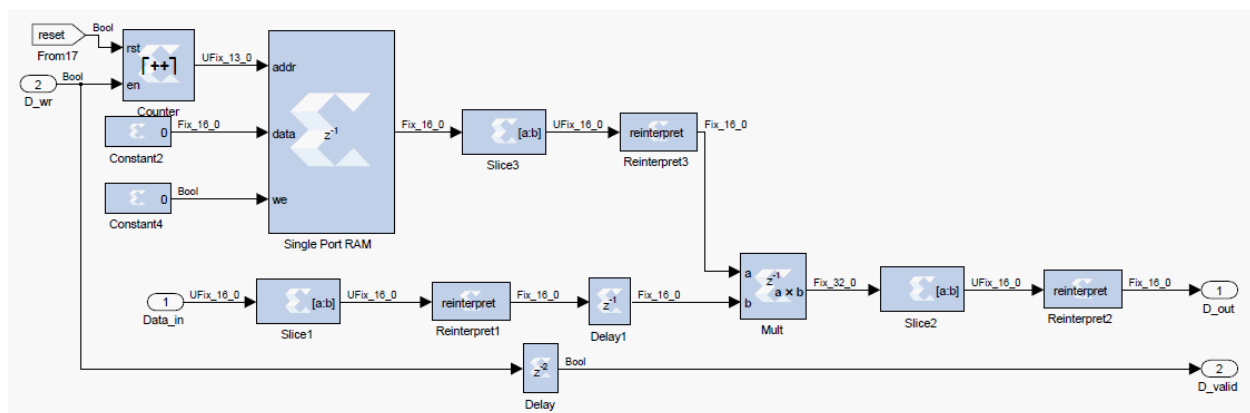 reset
Bool
From17
rst
⌈++⌉
UFix_13_0
2
Bool
en
D_wr
Counter
addr
0
Fix_16_0
data
z-1
Fix_16_0
[a:b]
UFix_16_0
reinterpret
Fix_16_0
Constant2
Slice3
Reinterpret3
0
Bool
we
Constant4
Single Port RAM
a
z-1
a × b
b
Fix_32_0
[a:b]
UFix_16_0
reinterpret
Fix_16_0
1
D_out
Mult
Slice2
Reinterpret2
1
UFix_16_0
[a:b]
UFix_16_0
reinterpret
Fix_16_0
z-1
Fix_16_0
Data_in
Slice1
Reinterpret1
Delay1
z-2
Bool
2
Delay
D_valid